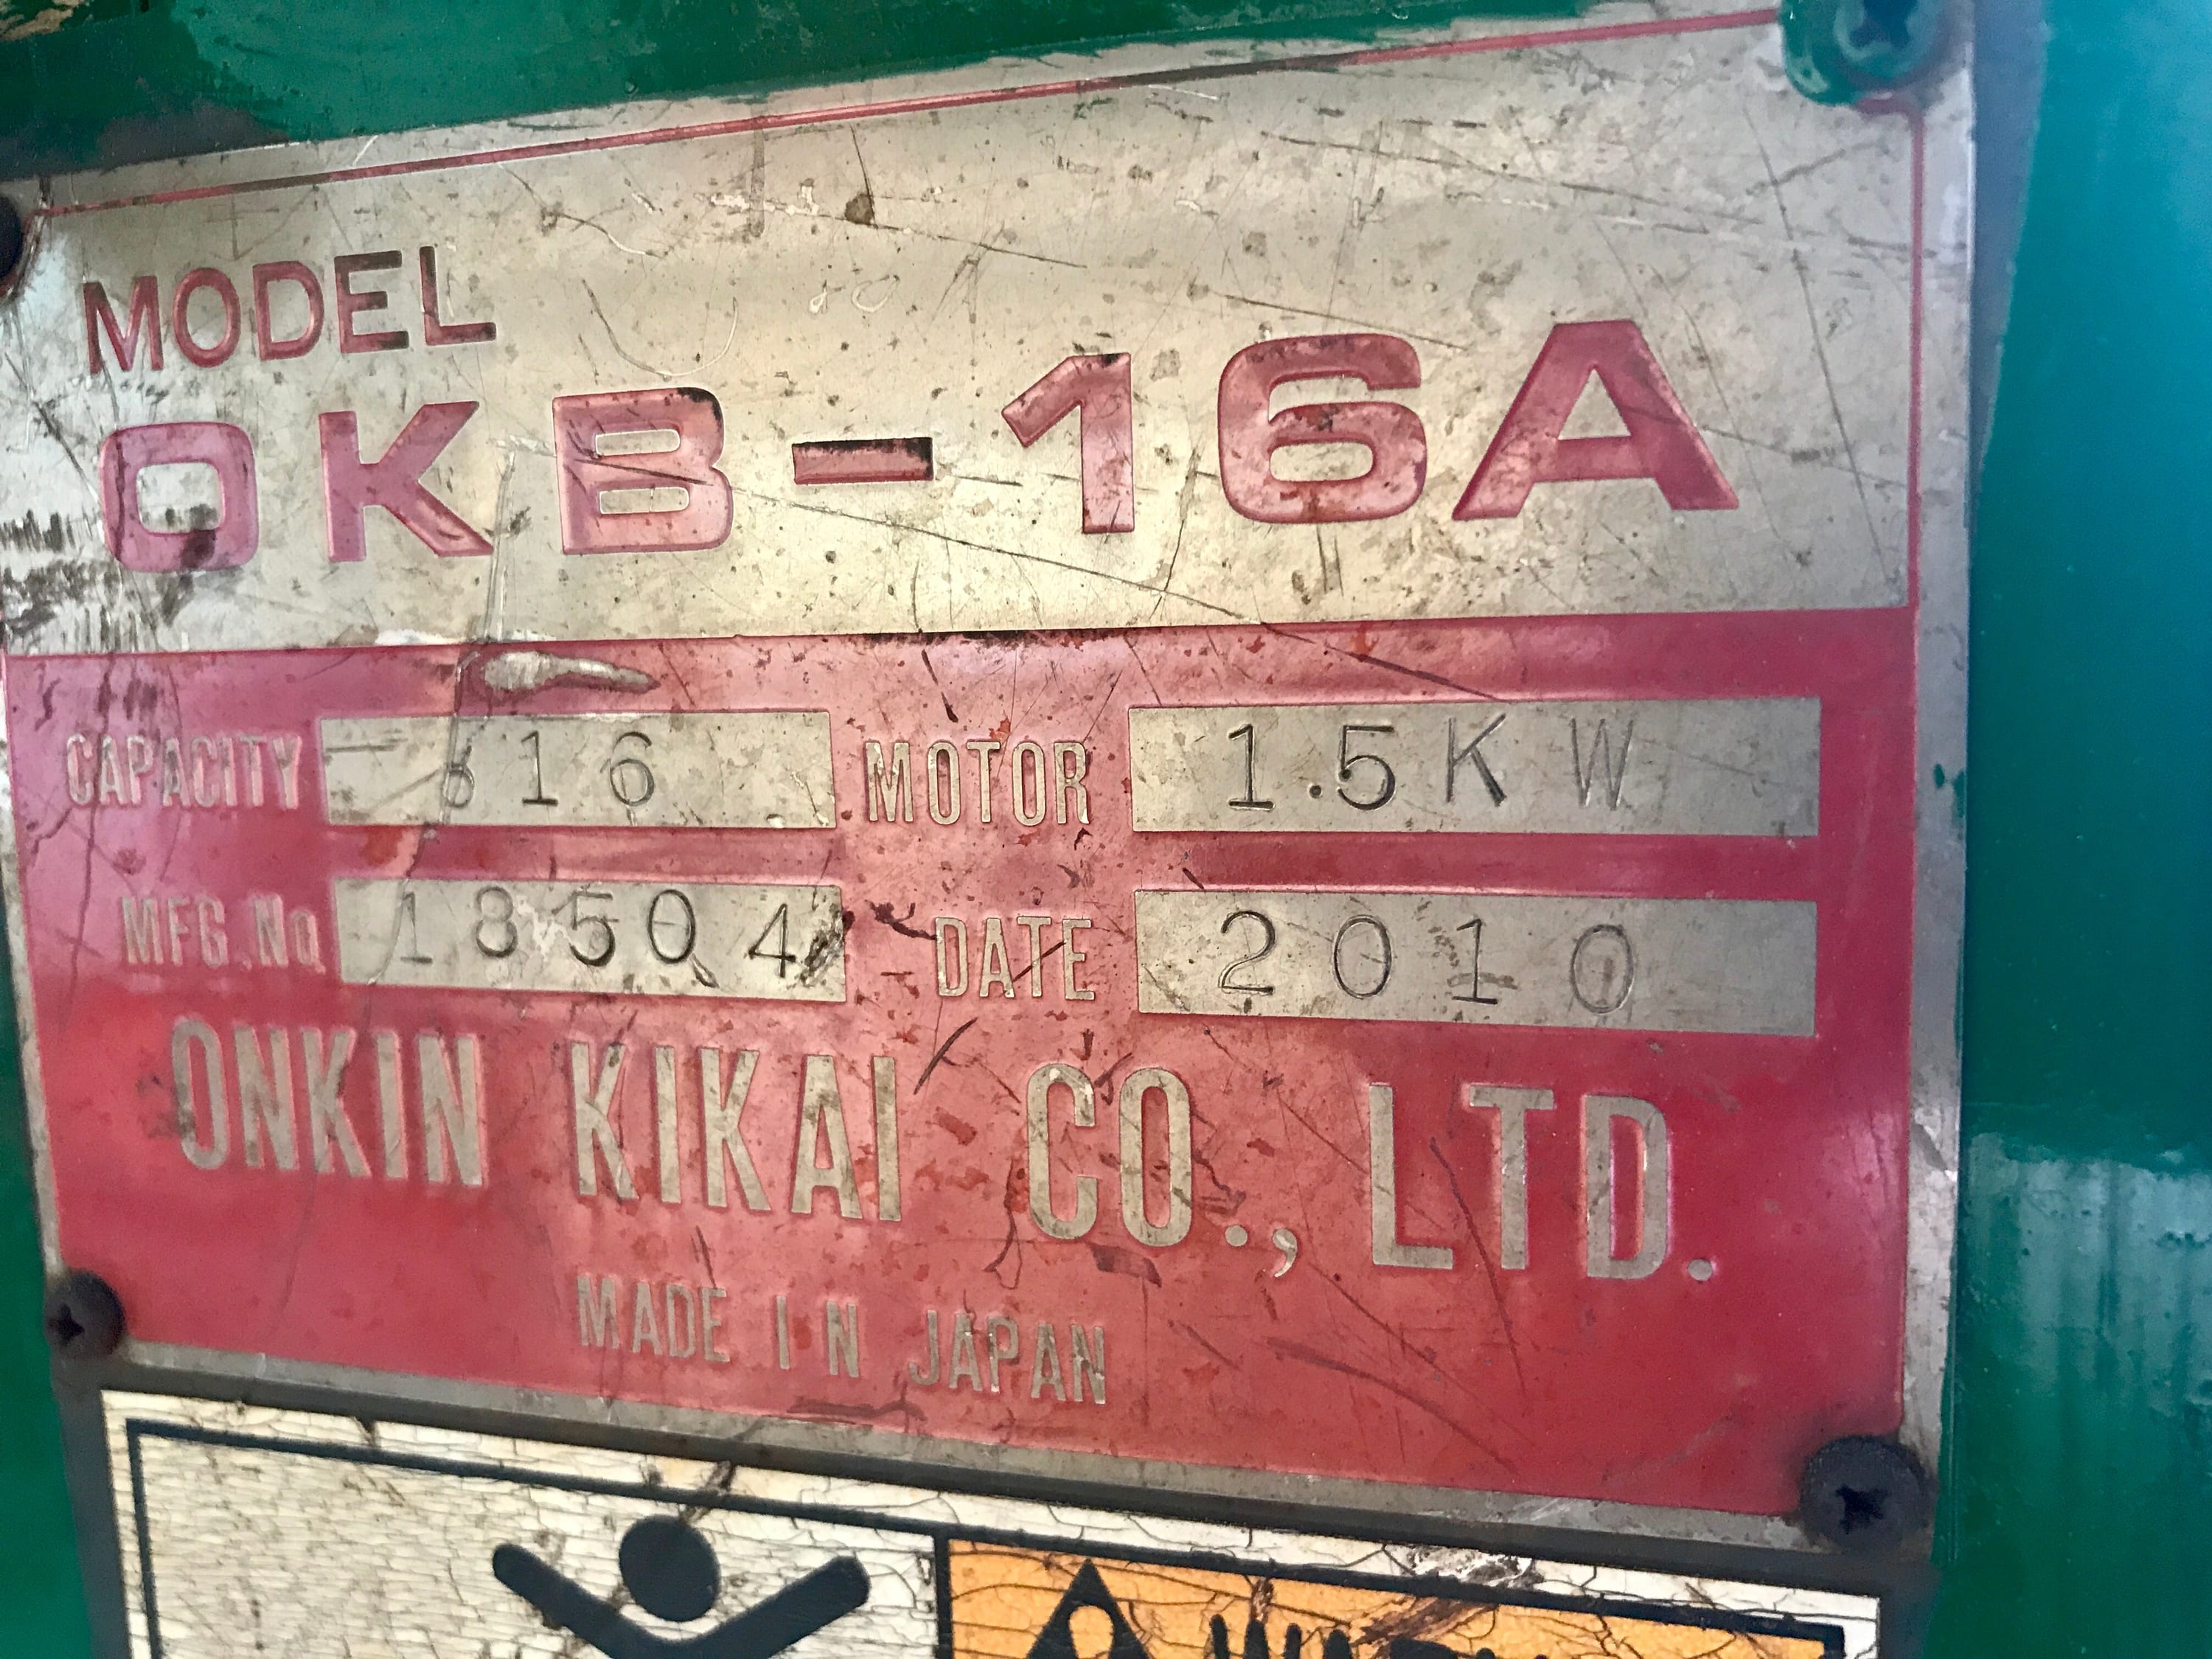 MODEL
OKB-16A
CAPACITY 16 MOTOR 1.5KW
MFG.No 18504 DATE 2010
ONKIN KIKAI CO., LTD.
MADE IN JAPAN